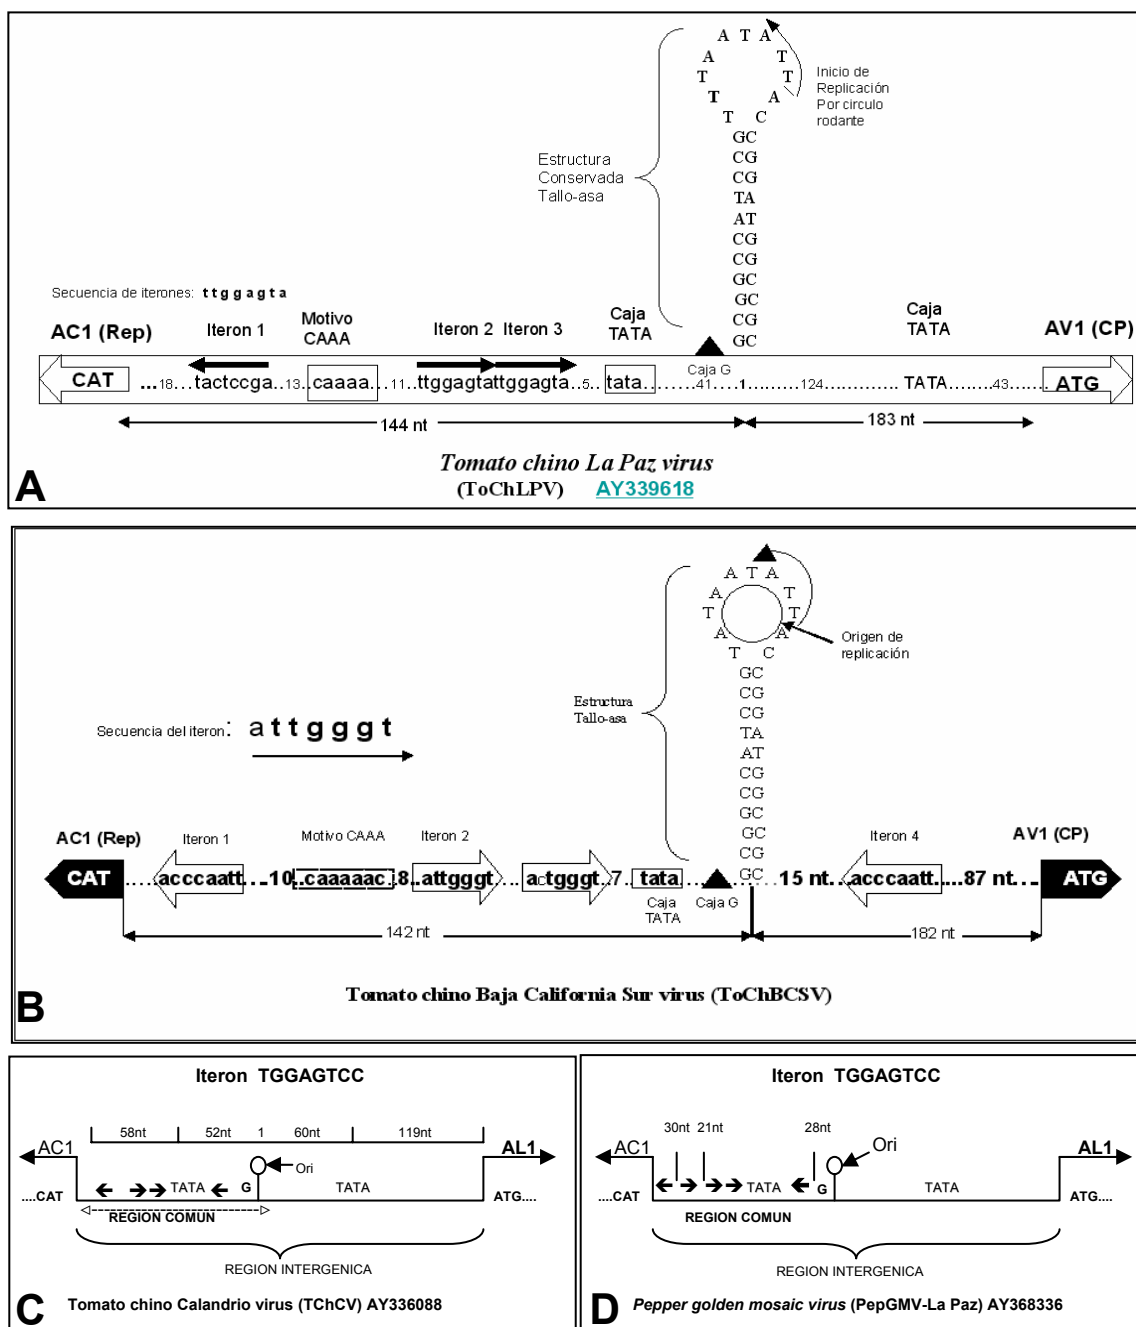 A T A
A T
T T
T A
T C
GC
CG
CG
TA
AT
CG
CG
GC
GC
CG
GC
Inicio de
Replicación
Por circulo
rodante
Estructura
Conservada
Tallo-asa
Secuencia de iterones: ttggagta
AC1 (Rep) Iteron 1 Motivo CAAA Iteron 2 Iteron 3 Caja TATA Caja TATA AV1 (CP)
CAT ...18...tactccga..13..caaaa...11...ttggagtattggagta.5..tata.......41....1........124..........TATA........43..... ATG
Caja G
144 nt 183 nt
Tomato chino La Paz virus
(ToChLPV) AY339618
A
A T A
A T
T T
A A
T C
GC
CG
CG
TA
AT
CG
CG
GC
GC
CG
GC
Origen de
replicación
Estructura
Tallo-asa
Secuencia del iteron: attgggt
AC1 (Rep) Iteron 1 Motivo CAAA Iteron 2 Iteron 4 AV1 (CP)
CAT .....acccaatt....10..caaaaac.8..attgggt...actgggt.7..tata..............15 nt...acccaatt.....87 nt.... ATG
Caja
TATA
Caja G
142 nt 182 nt
Tomato chino Baja California Sur virus (ToChBCSV)
B
Iteron TGGAGTCC
58nt 52nt 1 60nt 119nt
AC1 AL1
Ori
TATA G TATA
....CAT ATG....
REGION COMUN
REGION INTERGENICA
C Tomato chino Calandrio virus (TChCV) AY336088
Iteron TGGAGTCC
30nt 21nt 28nt
AC1 Ori AL1
TATA G TATA
....CAT ATG....
REGION COMUN
REGION INTERGENICA
D Pepper golden mosaic virus (PepGMV-La Paz) AY368336